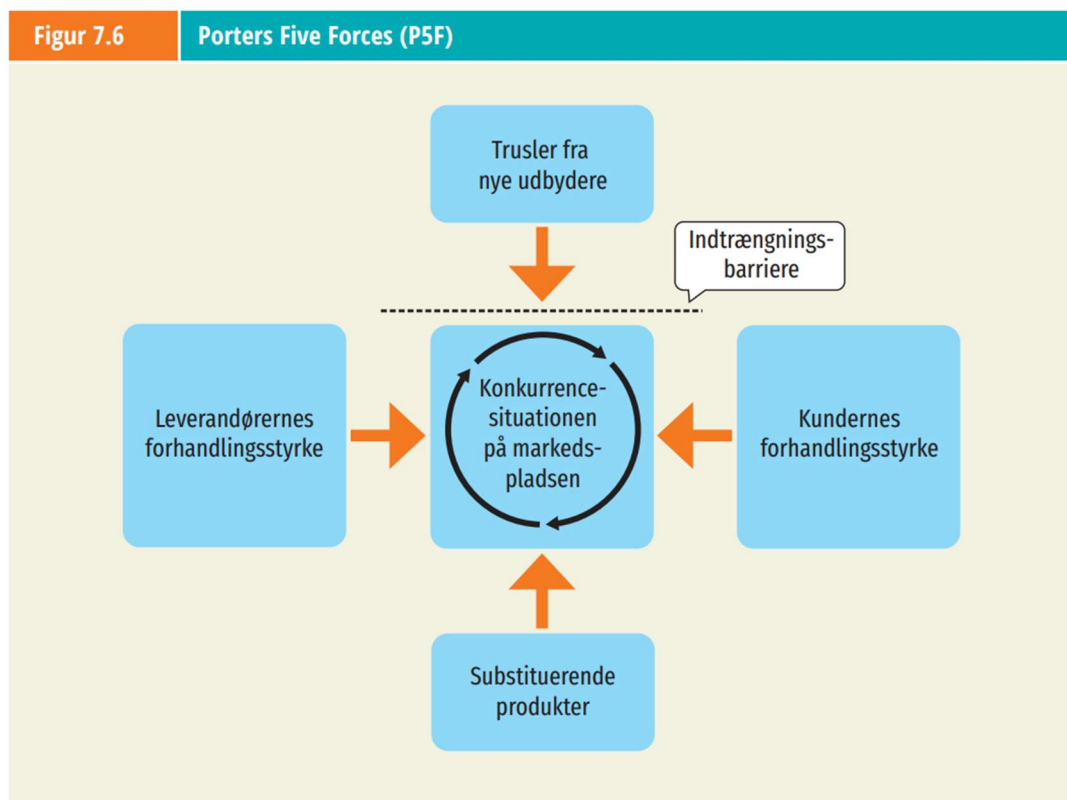 Figur 7.6
Porters Five Forces (P5F)
Trusler fra
nye udbydere
Indtrængnings-
barriere
Leverandørernes
forhandlingsstyrke
Konkurrence-
situationen
på markeds-
pladsen
Kundernes
forhandlingsstyrke
Substituerende
produkter